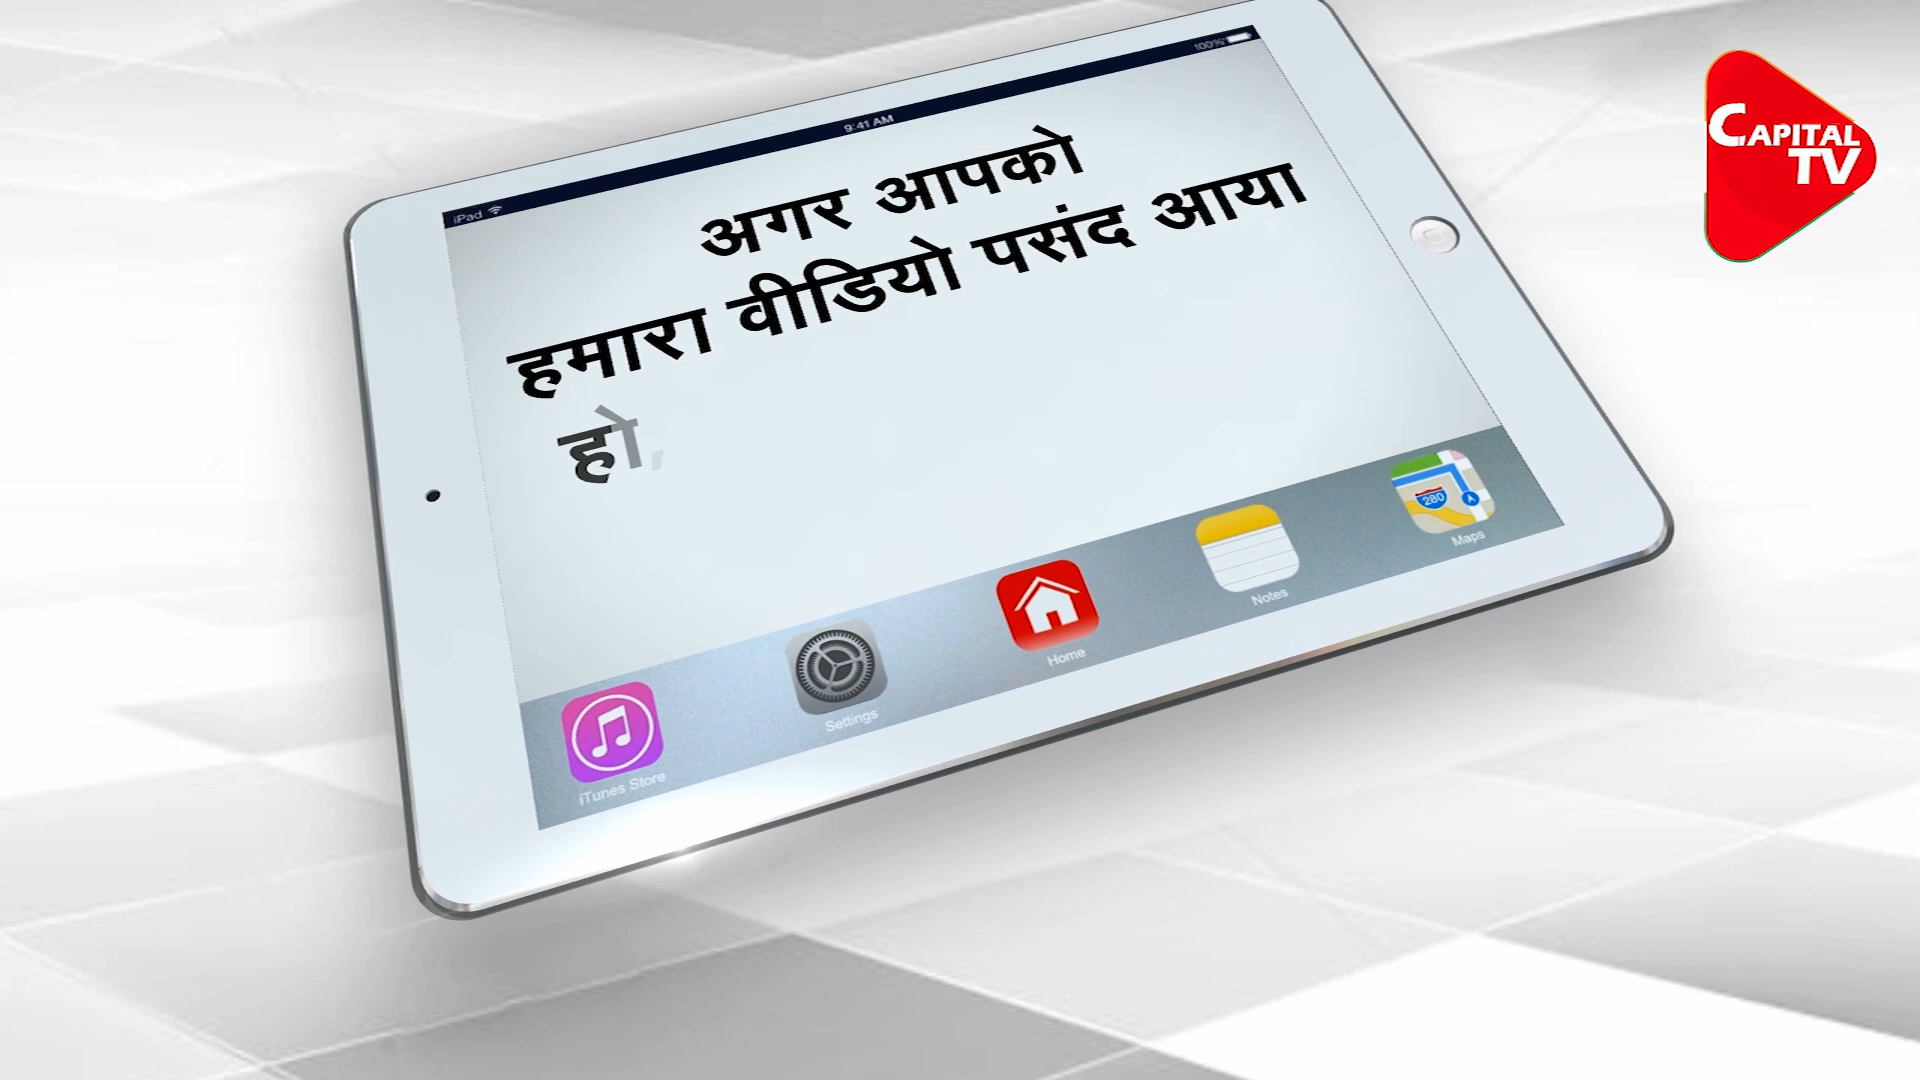 CAPITAL
TV
iPad
9:41 AM
100%
अगर आपको
हमारा वीडियो पसंद आया
हो,
280
iTunes Store
Settings
Home
Notes
Maps